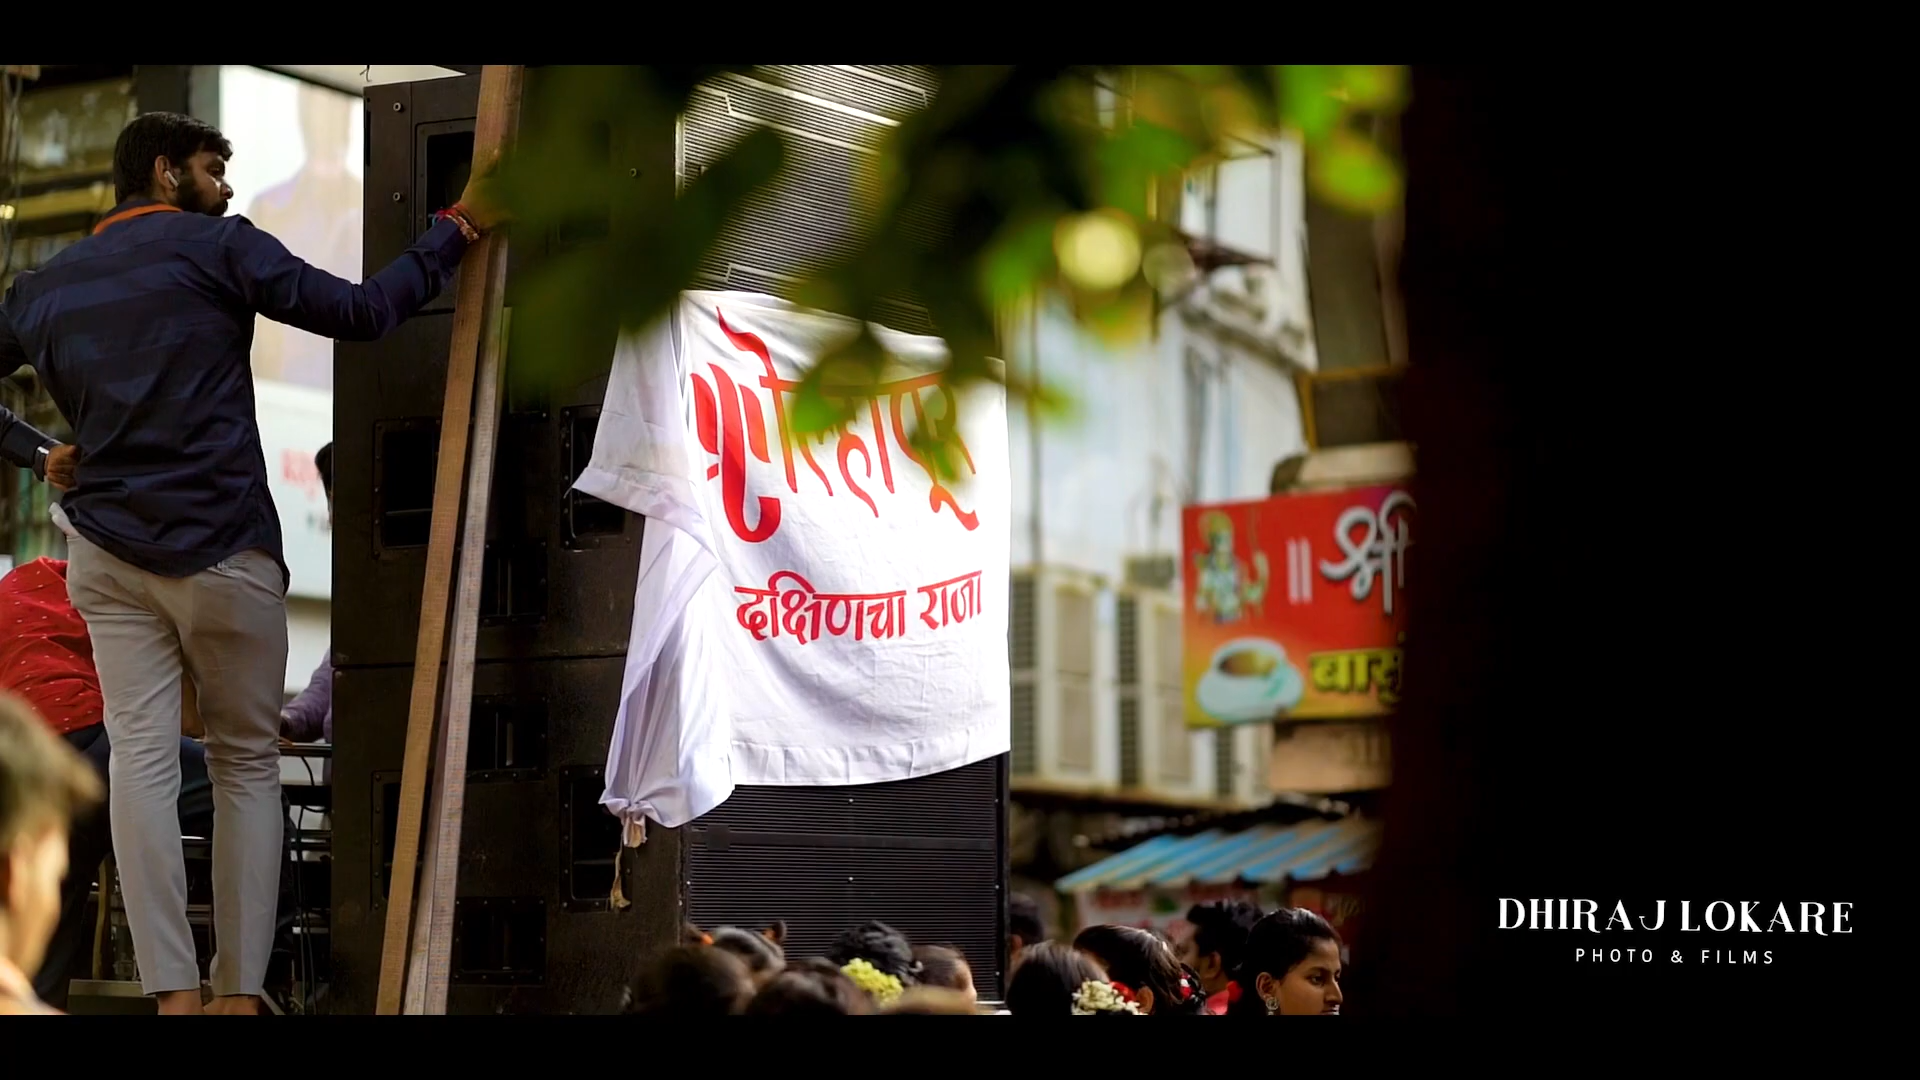 कोल्हापूर
दक्षिणचा राजा
॥ श्री
बासुं
DHIRAJ LOKARE
PHOTO & FILMS